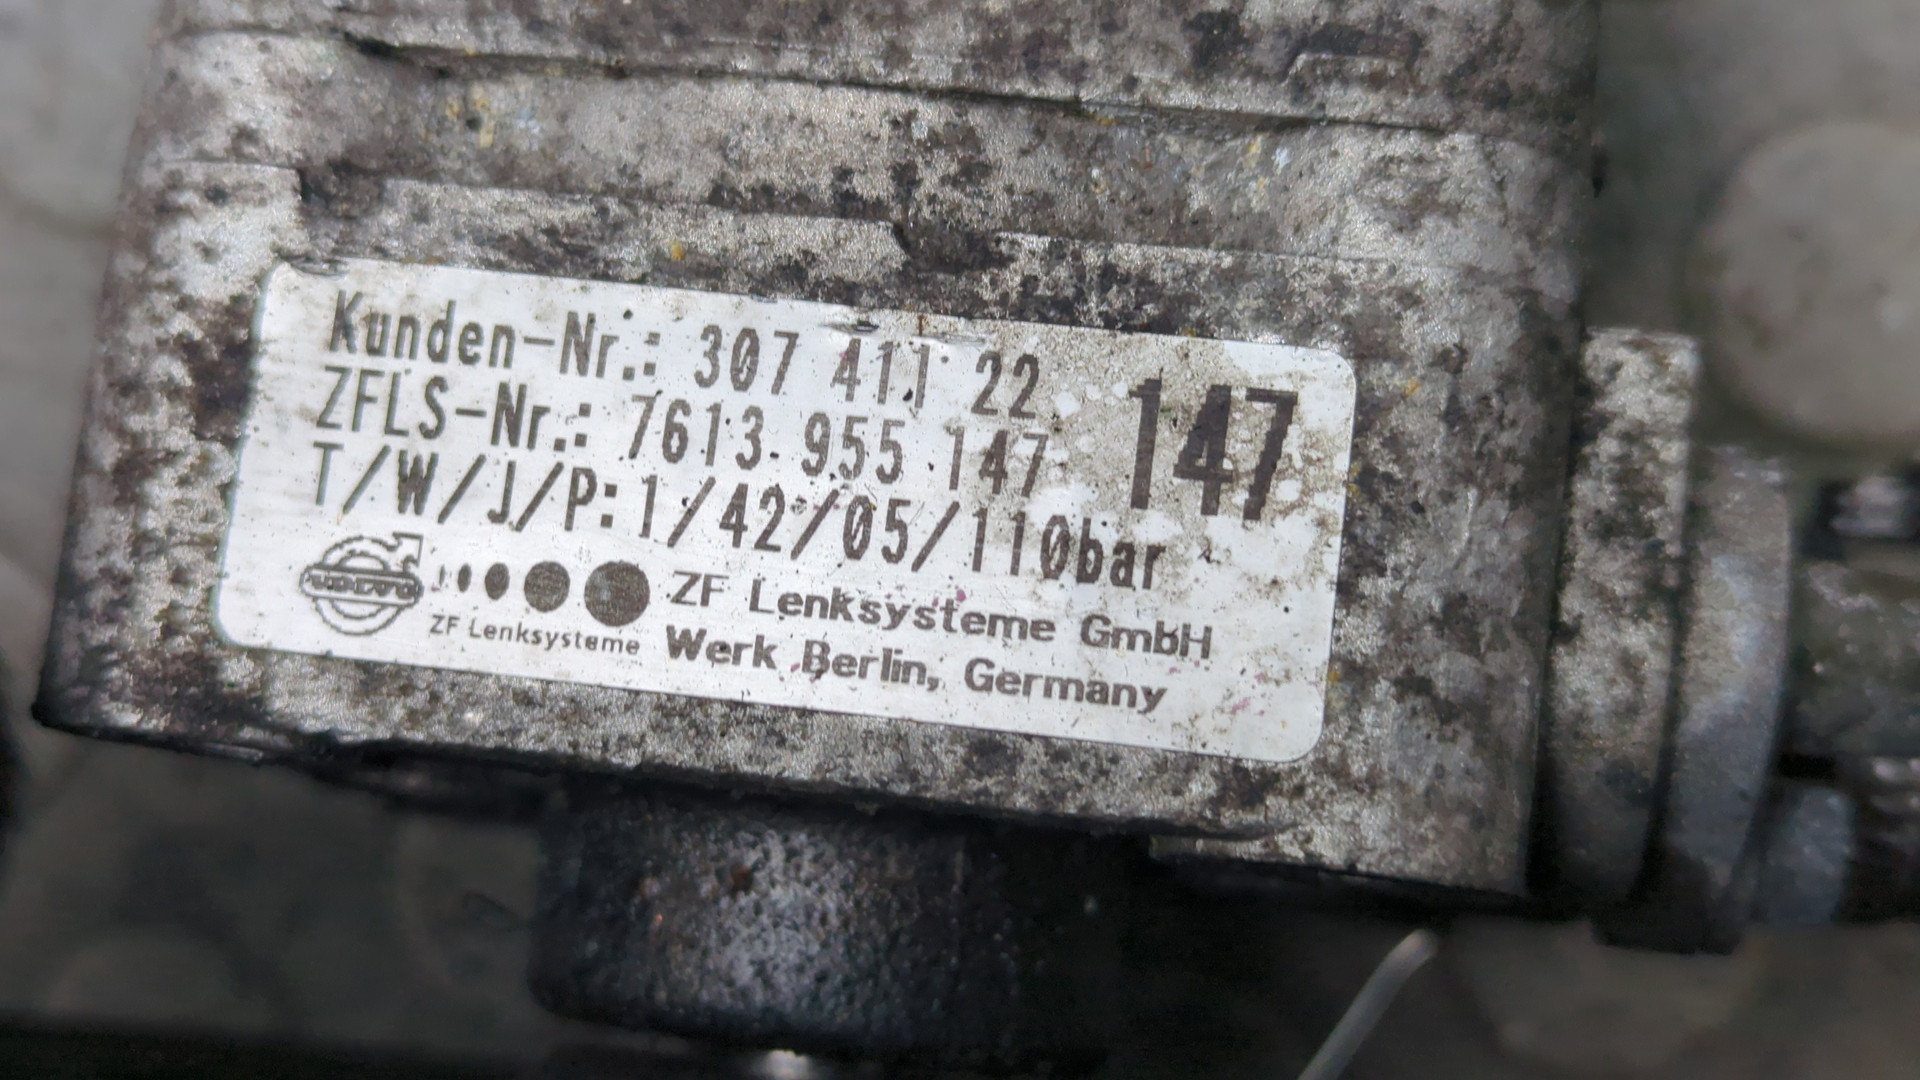 Kunden-Nr.: 307 411 22
ZFLS-Nr.: 7613 955 147
147
T/W/J/P: 1/42/05/110bar
VOLVO
ZF Lenksysteme
ZF Lenksysteme GmbH
Werk Berlin, Germany